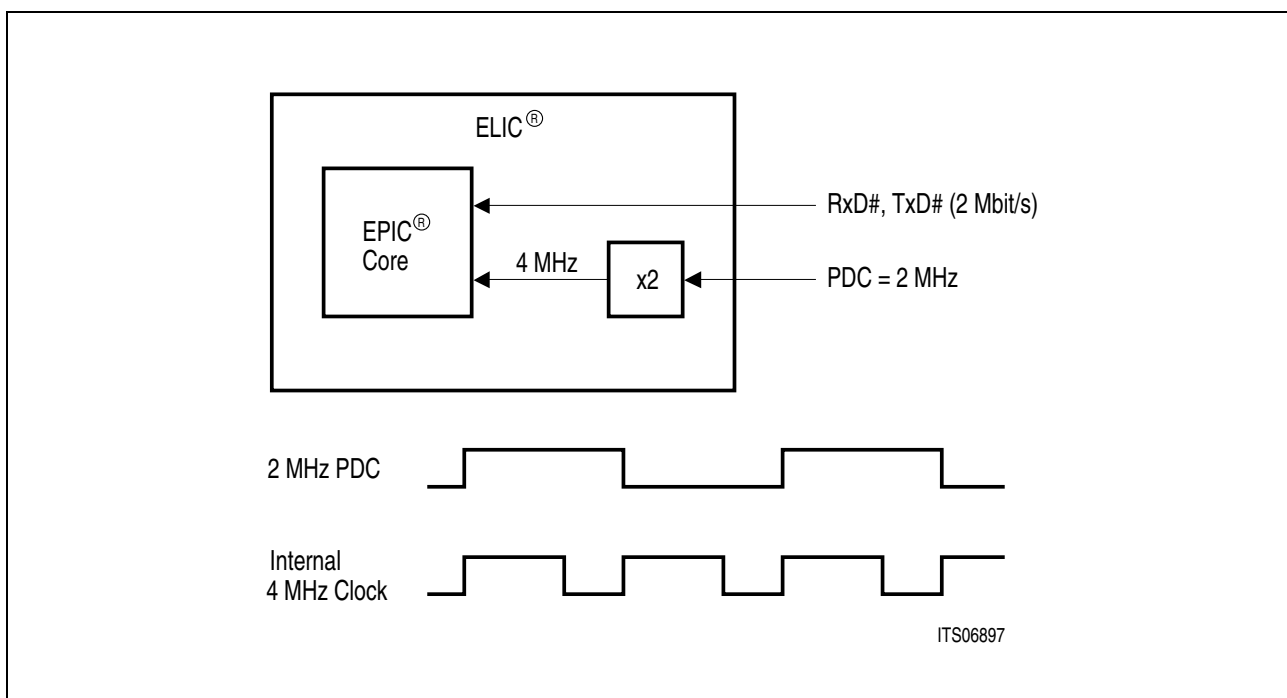 ELIC®
EPIC®
Core
4 MHz
x2
RxD#, TxD# (2 Mbit/s)
PDC = 2 MHz
2 MHz PDC
Internal
4 MHz Clock
ITS06897